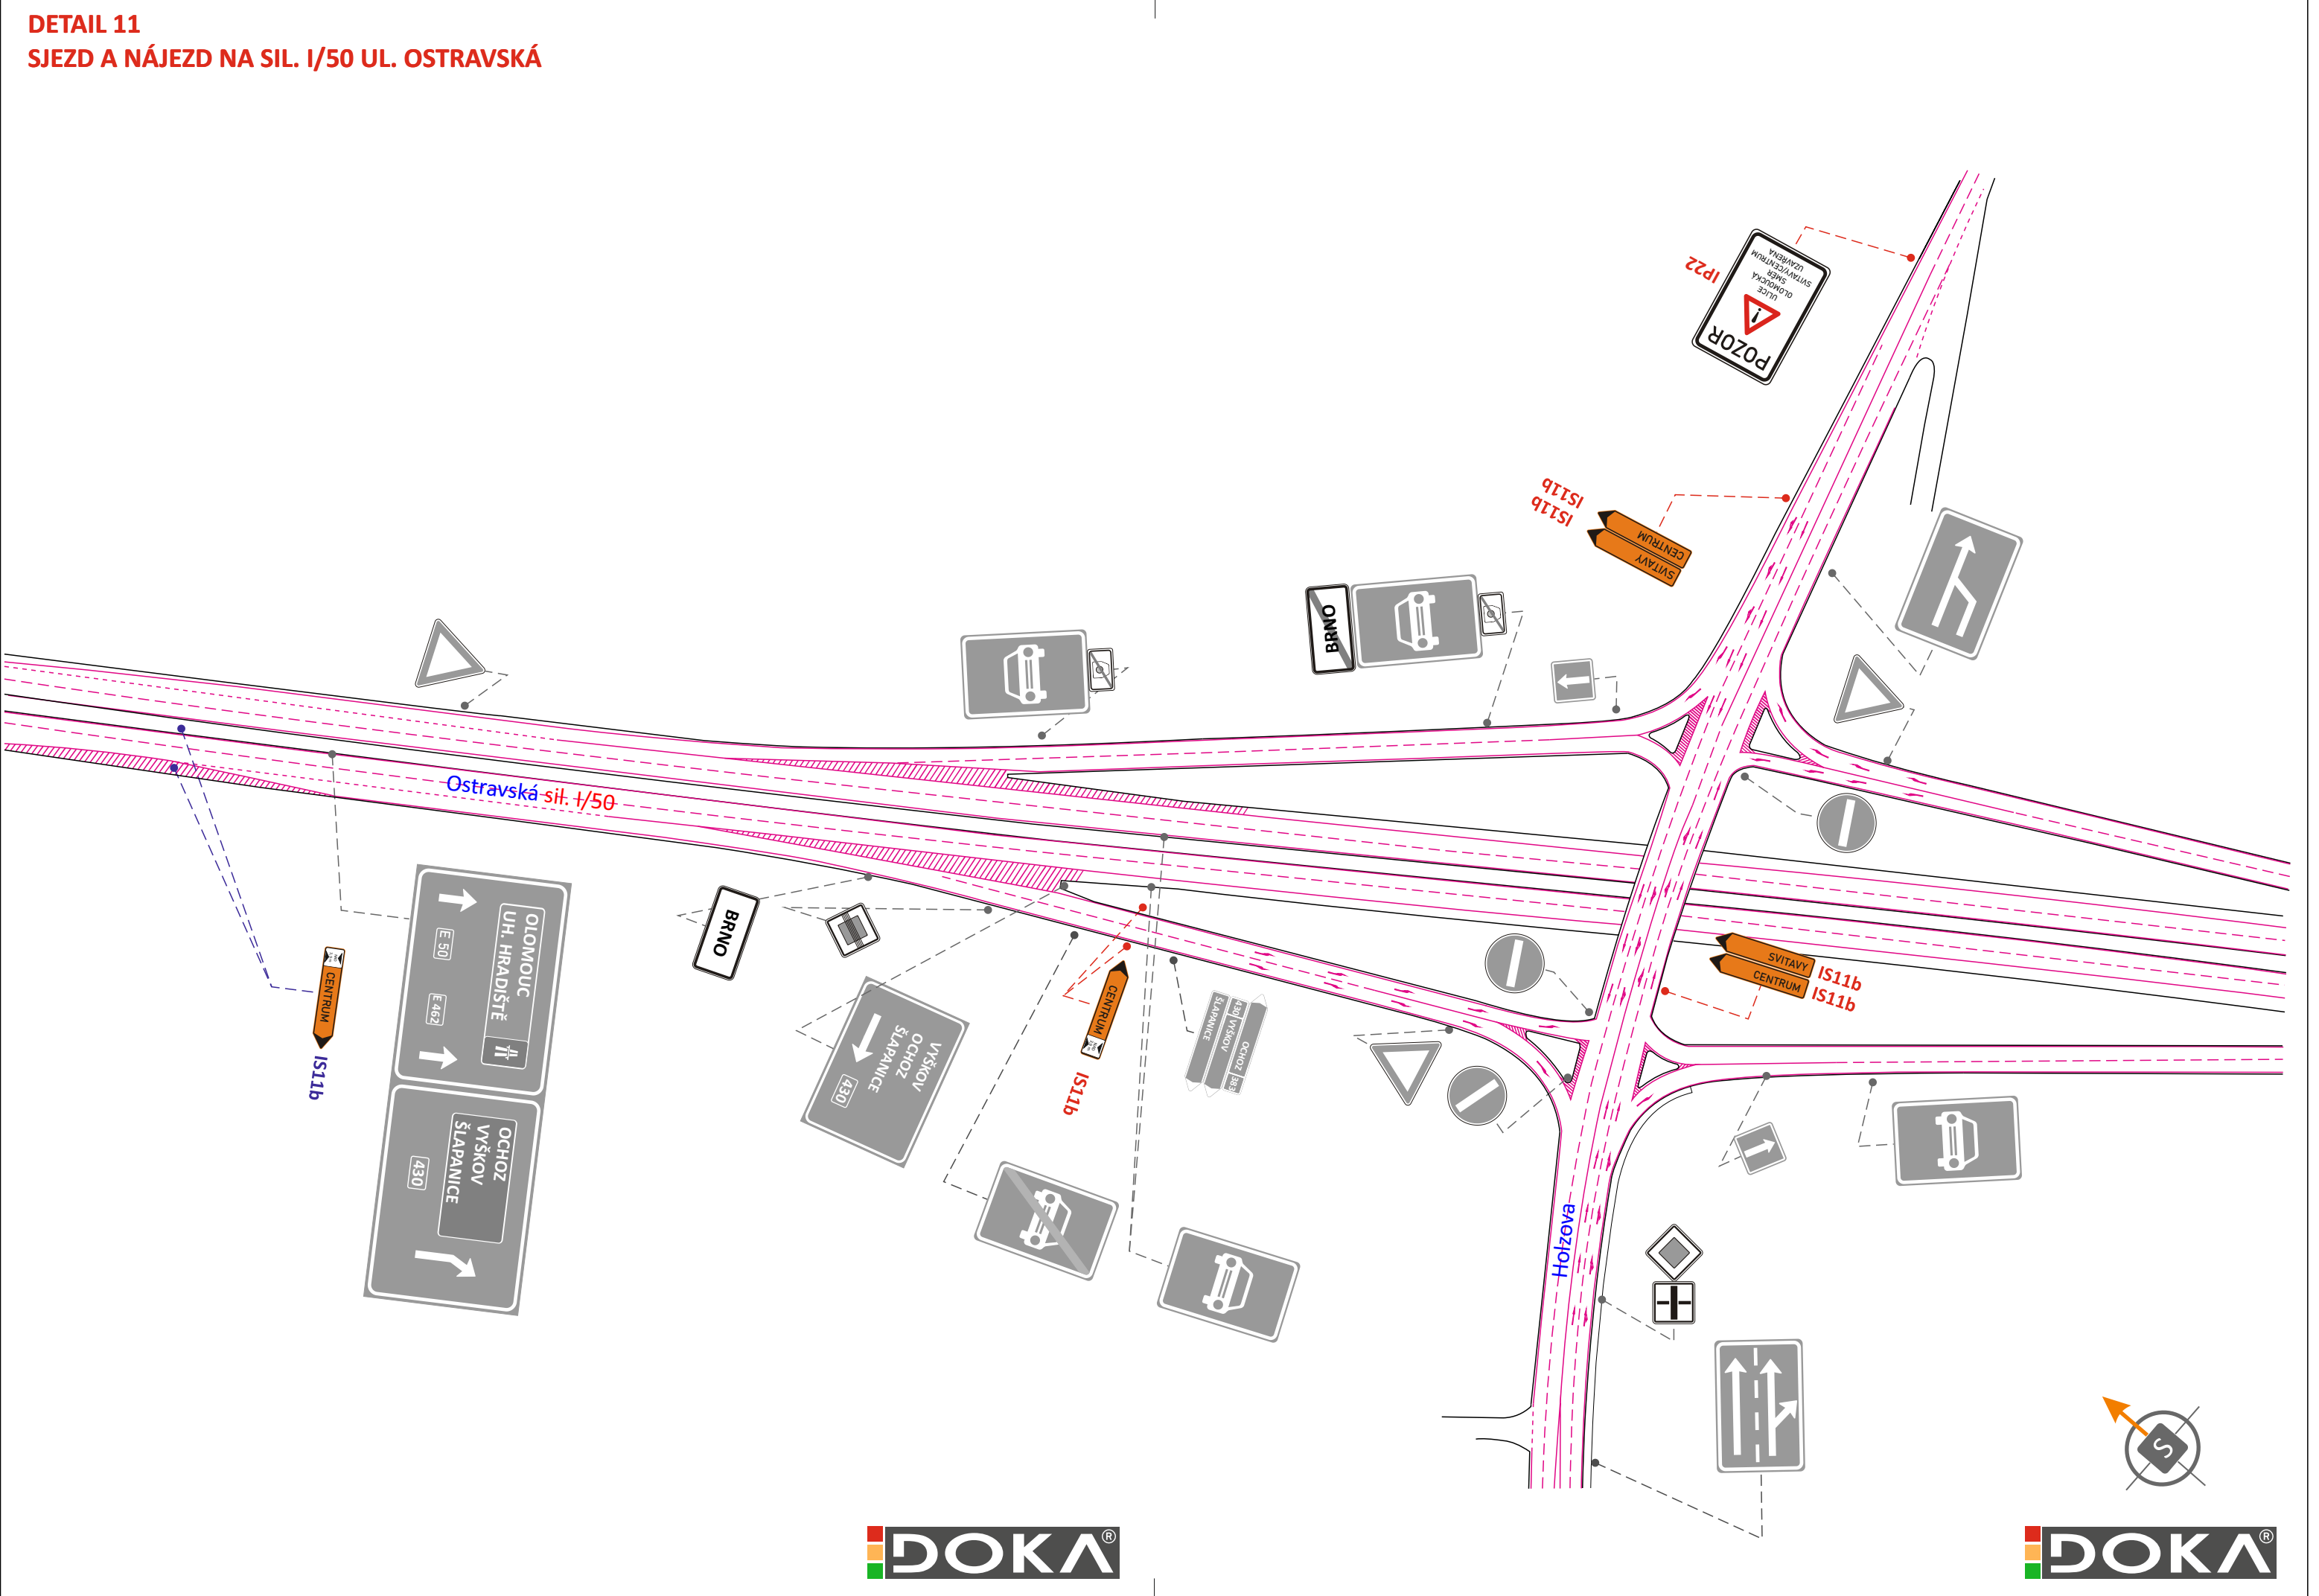 DETAIL 11
SJEZD A NÁJEZD NA SIL. I/50 UL. OSTRAVSKÁ
POZOR
ULICE
OLOMOUCKÁ
SMĚR
SVITAVY/CENTRUM
UZAVŘENA
IP22
IS11b
IS11b
CENTRUM
SVITAVY
BRNO
Ostravská sil. I/50
OLOMOUC
UH. HRADIŠTĚ
E 50
E 462
OCHOZ
VYŠKOV
ŠLAPANICE
430
CENTRUM
IS11b
BRNO
VYŠKOV
OCHOZ
ŠLAPANICE
430
CENTRUM
IS11b
OCHOZ 383
430 VYŠKOV
ŠLAPANICE
SVITAVY
CENTRUM
IS11b
IS11b
Holzova
S
DOKA®
DOKA®